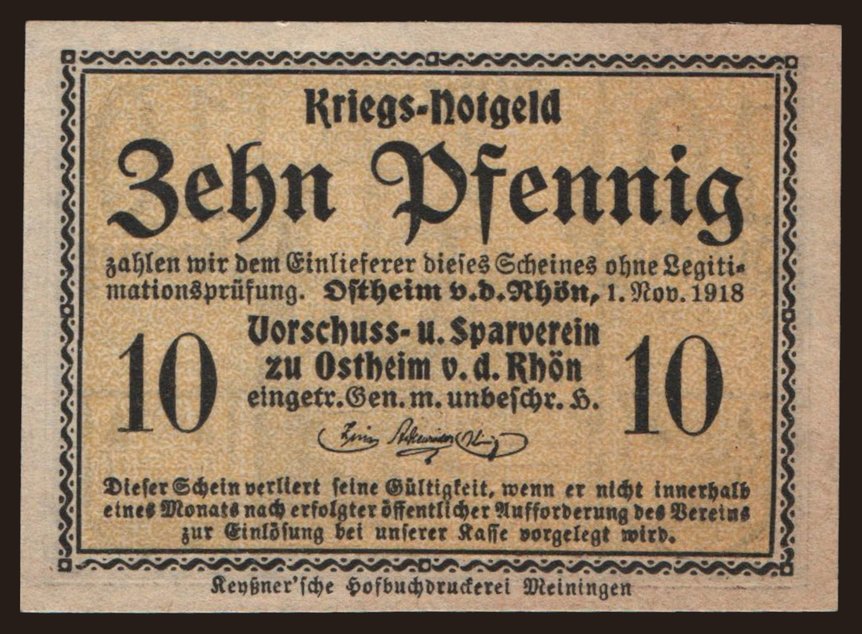 Kriegs-Notgeld
Zehn Pfennig
zahlen wir dem Einlieferer dieses Scheines ohne Legiti-
mationsprüfung. Ostheim v. d. Rhön, 1. Nov. 1918
10 Vorschuss- u. Sparverein 10
zu Ostheim v. d. Rhön
eingetr. Gen. m. unbeschr. H.
Dieser Schein verliert seine Gültigkeit, wenn er nicht innerhalb
eines Monats nach erfolgter öffentlicher Aufforderung des Vereins
zur Einlösung bei unserer Kasse vorgelegt wird.
Keyßner'sche Hofbuchdruckerei Meiningen